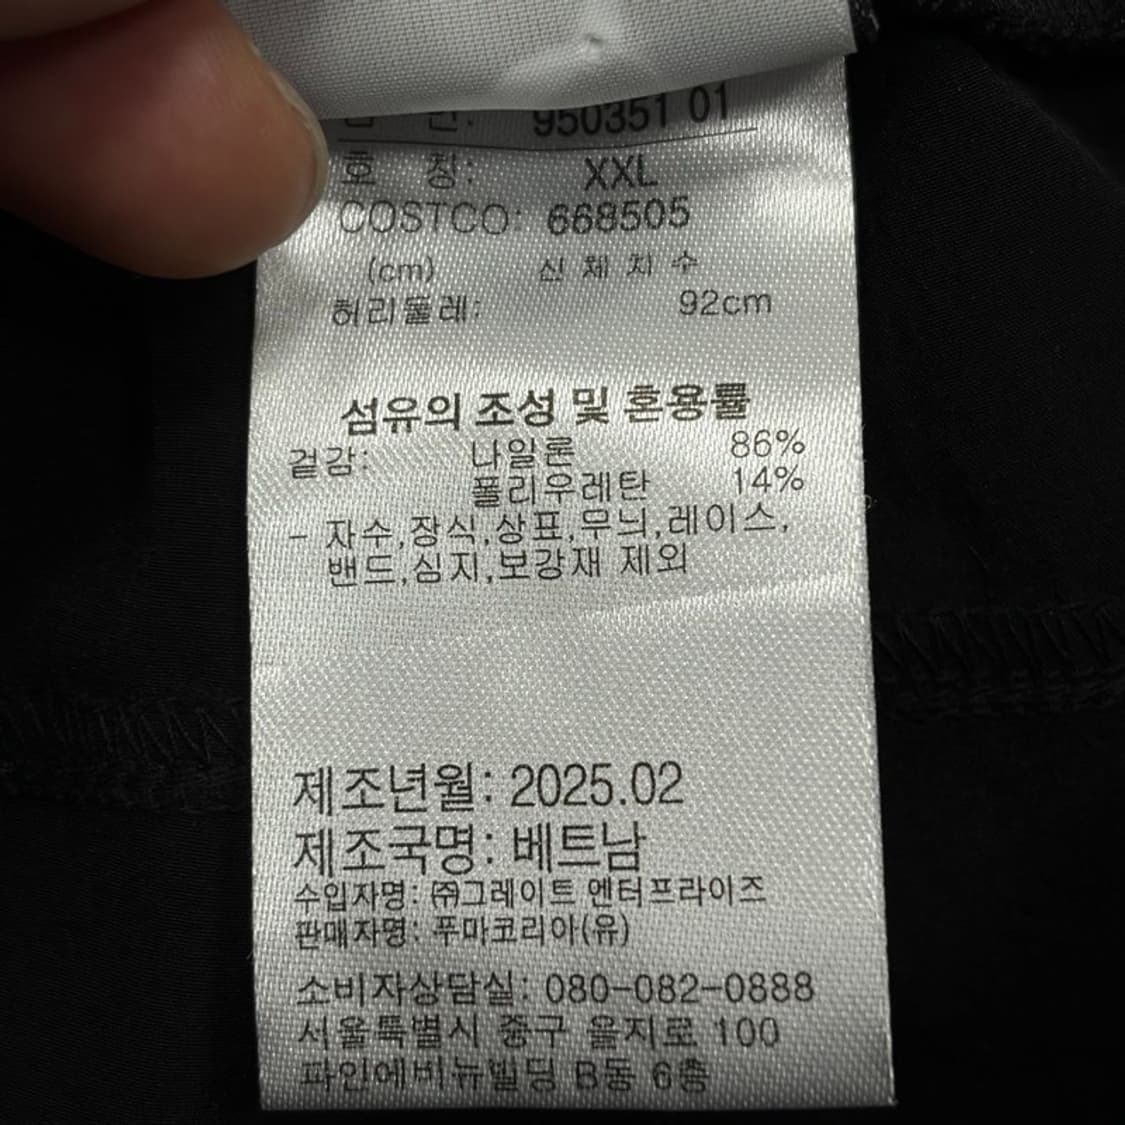 950351 01
호 칭: XXL
COSTCO: 668505
(cm) 신 체 치 수
허리둘레: 92cm
섬유의 조성 및 혼용률
겉감: 나일론 86%
폴리우레탄 14%
- 자수,장식,상표,무늬,레이스,
밴드,심지,보강재 제외
제조년월: 2025.02
제조국명: 베트남
수입자명: ㈜그레이트 엔터프라이즈
판매자명: 푸마코리아(유)
소비자상담실: 080-082-0888
서울특별시 중구 을지로 100
파인에비뉴빌딩 B동 6층